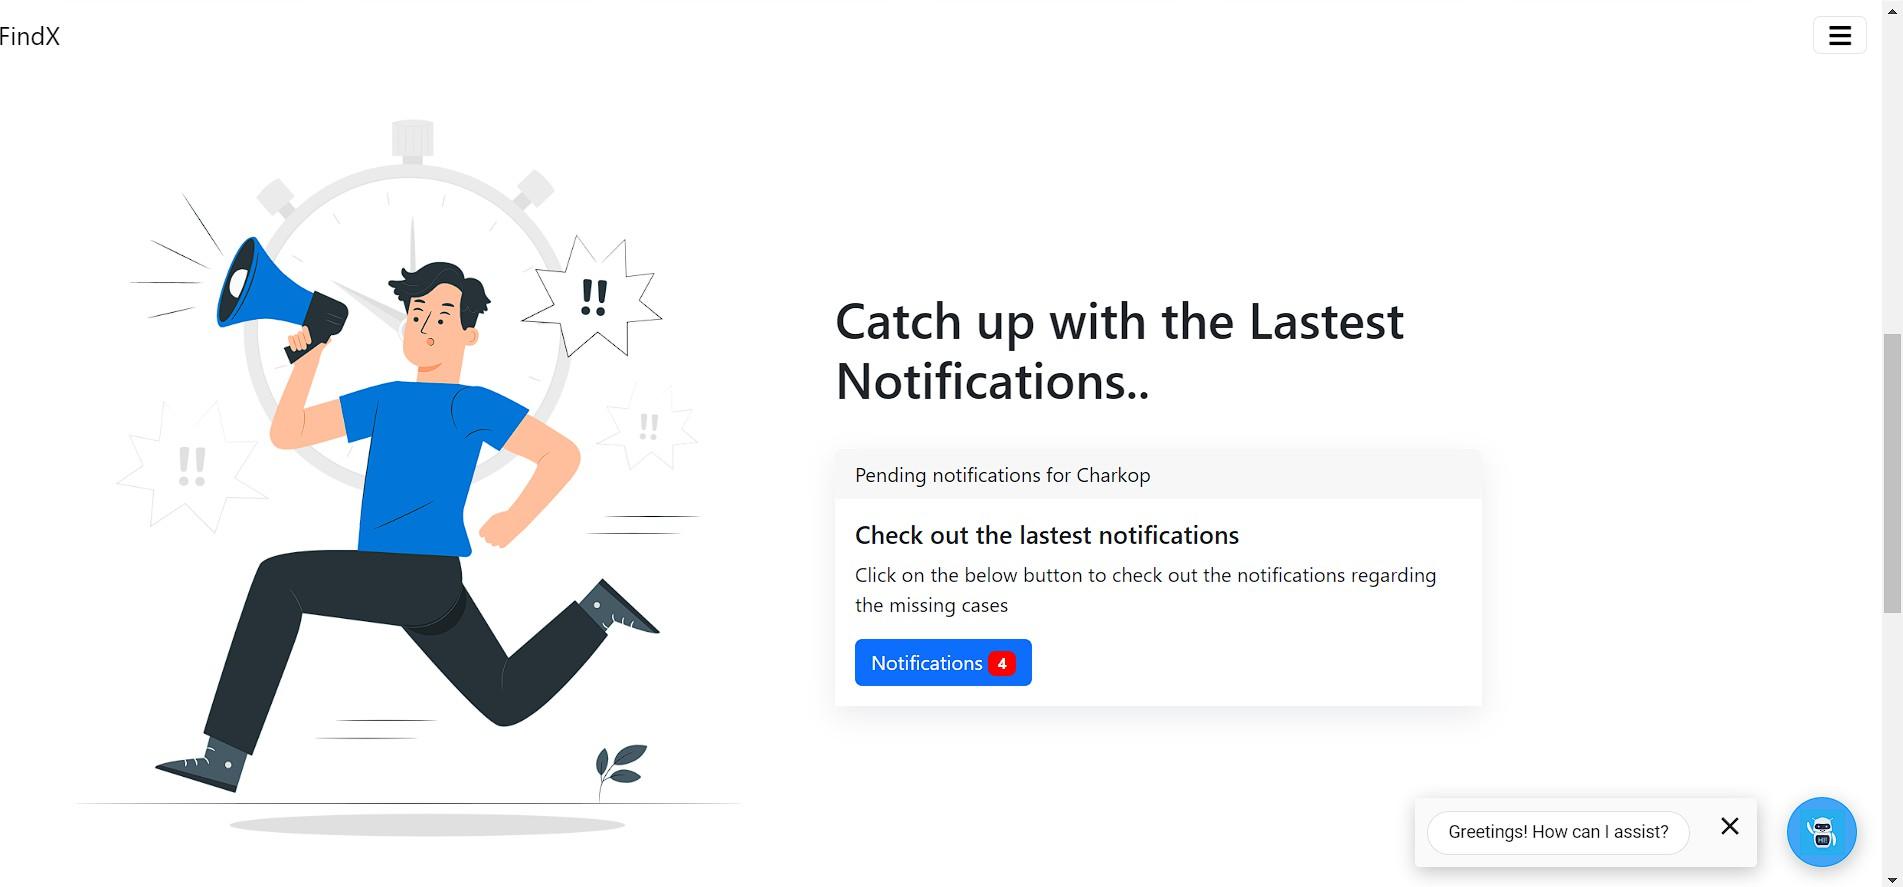 FindX
!!
!!
!!
Catch up with the Lastest
Notifications..
Pending notifications for Charkop
Check out the lastest notifications
Click on the below button to check out the notifications regarding
the missing cases
Notifications 4
Greetings! How can I assist?
HI!